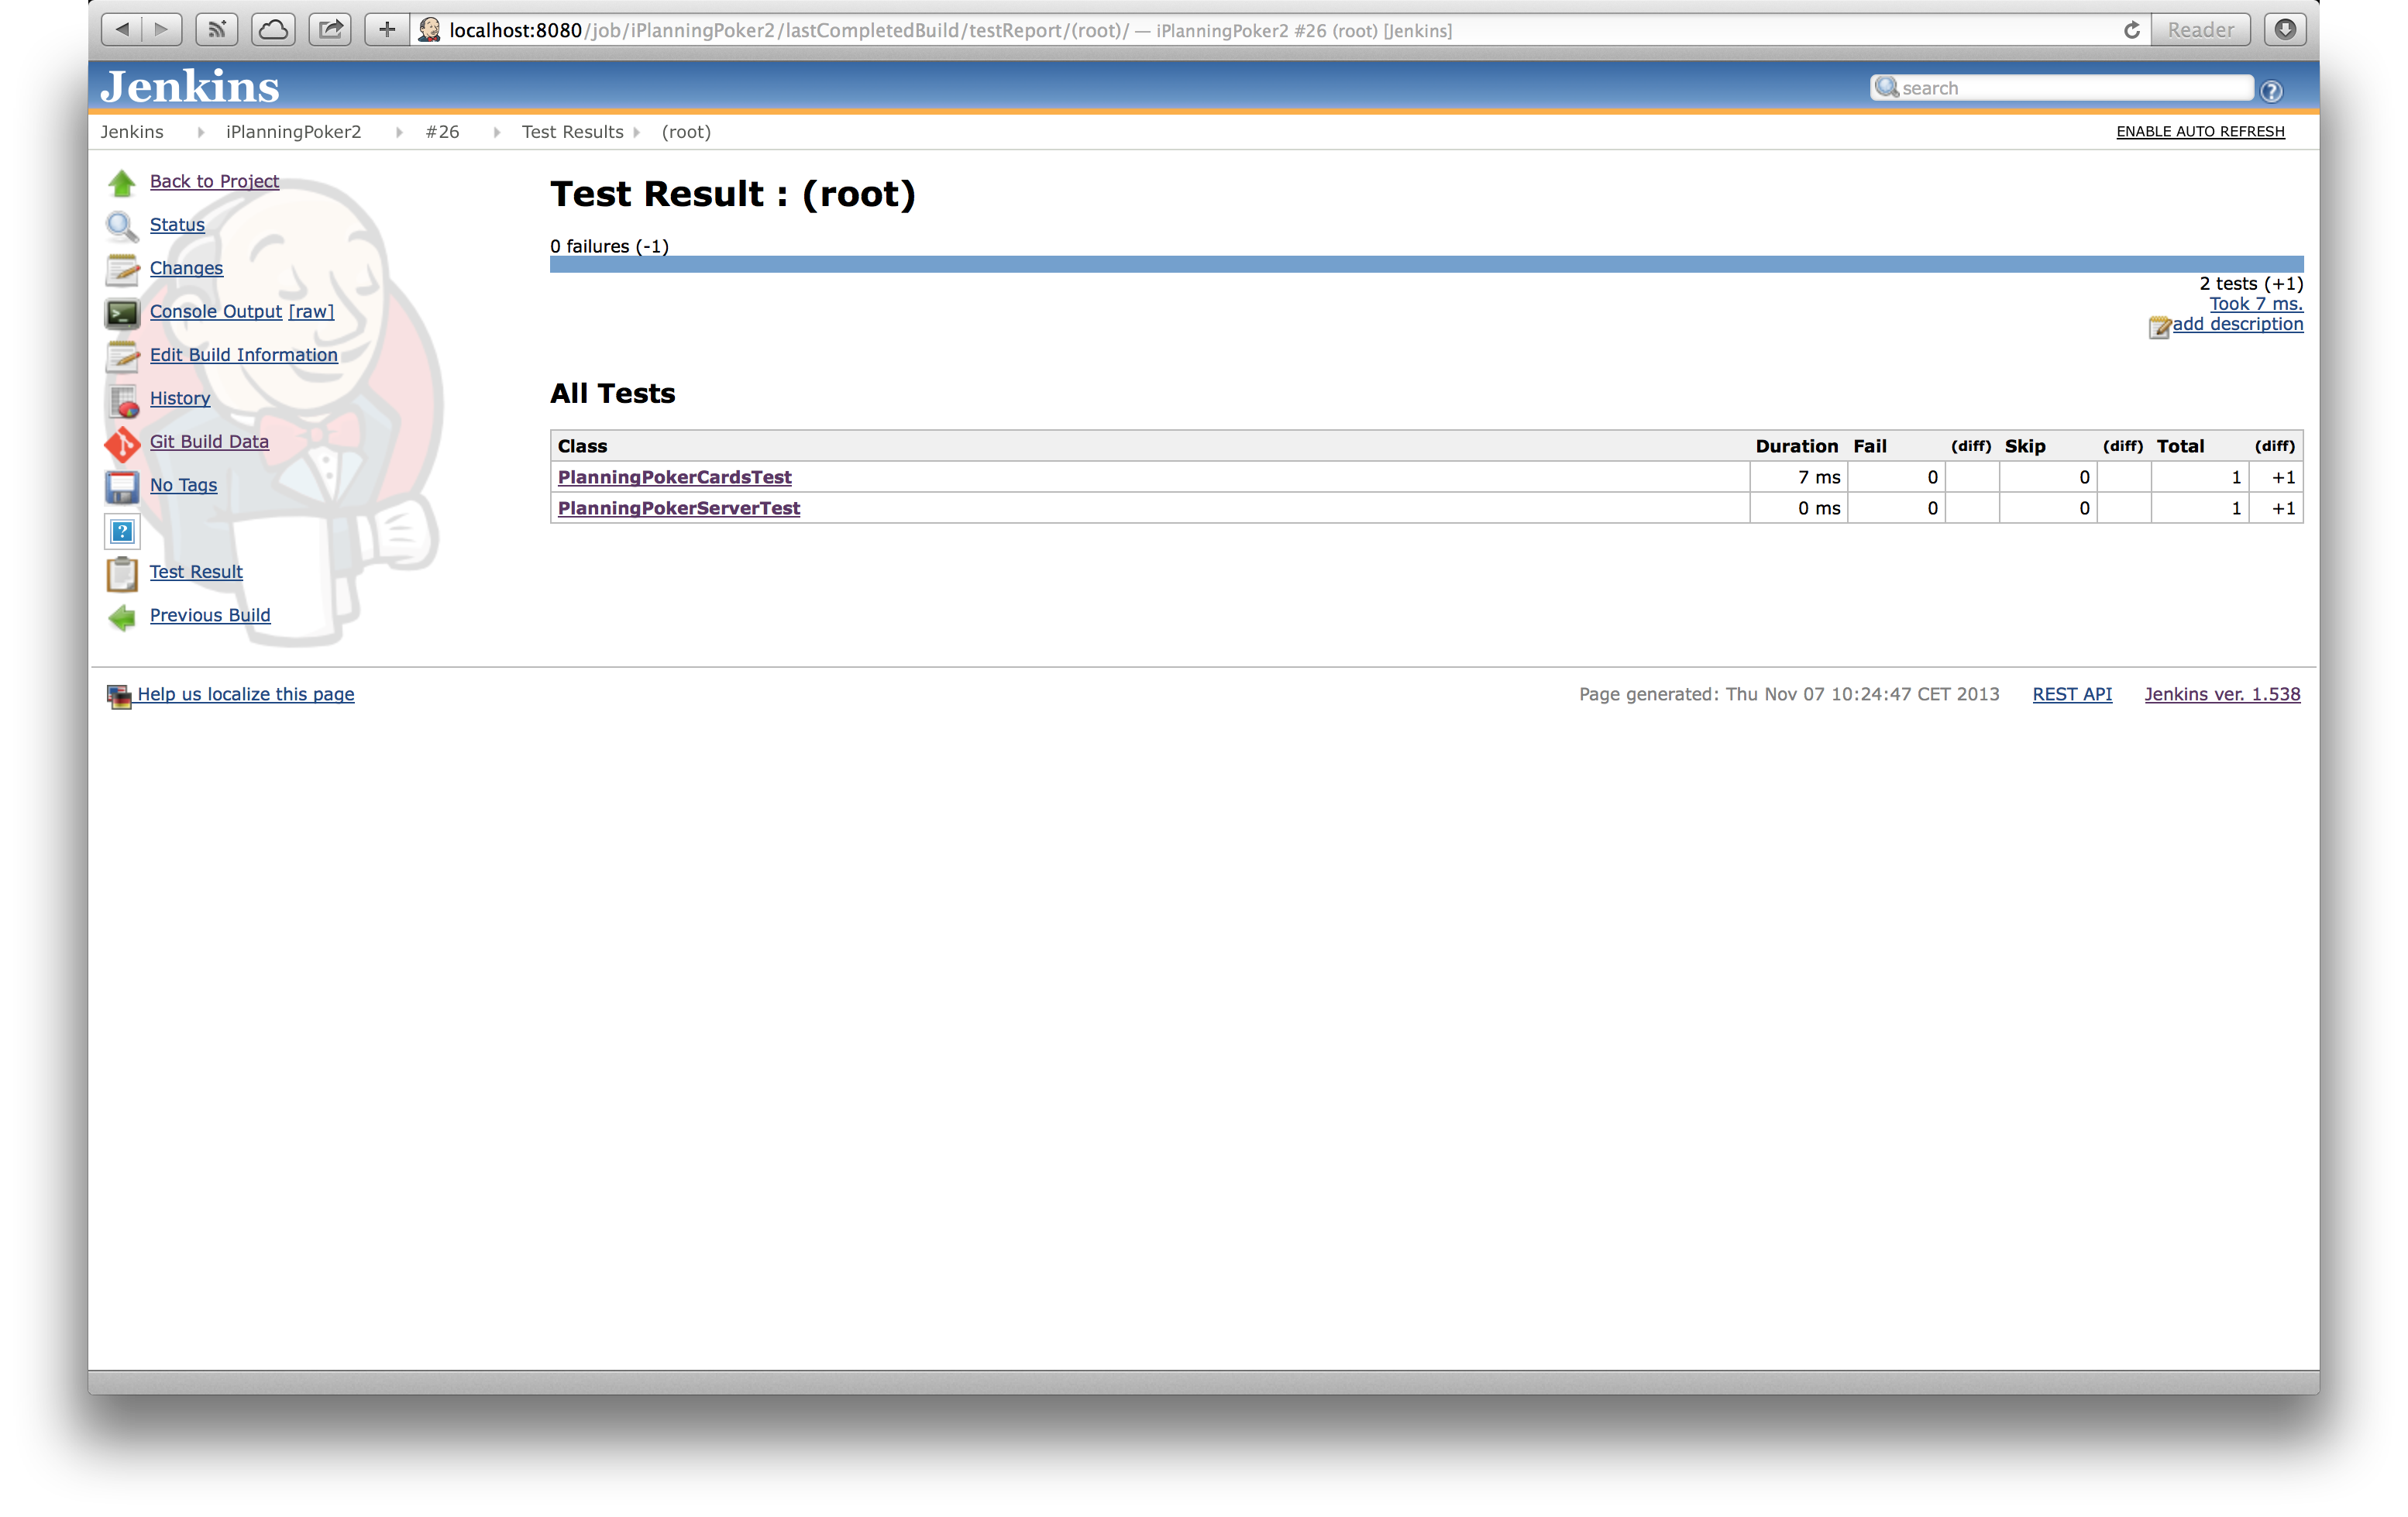 localhost:8080/job/iPlanningPoker2/lastCompletedBuild/testReport/(root)/ — iPlanningPoker2 #26 (root) [Jenkins]
Reader
Jenkins
search
Jenkins iPlanningPoker2 #26 Test Results (root)
ENABLE AUTO REFRESH
Back to Project
Status
Changes
Console Output [raw]
Edit Build Information
History
Git Build Data
No Tags
Test Result
Previous Build
Test Result : (root)
0 failures (-1)
2 tests (+1)
Took 7 ms.
add description
All Tests
Class Duration Fail (diff) Skip (diff) Total (diff)
PlanningPokerCardsTest 7 ms 0 0 1 +1
PlanningPokerServerTest 0 ms 0 0 1 +1
Help us localize this page
Page generated: Thu Nov 07 10:24:47 CET 2013 REST API Jenkins ver. 1.538